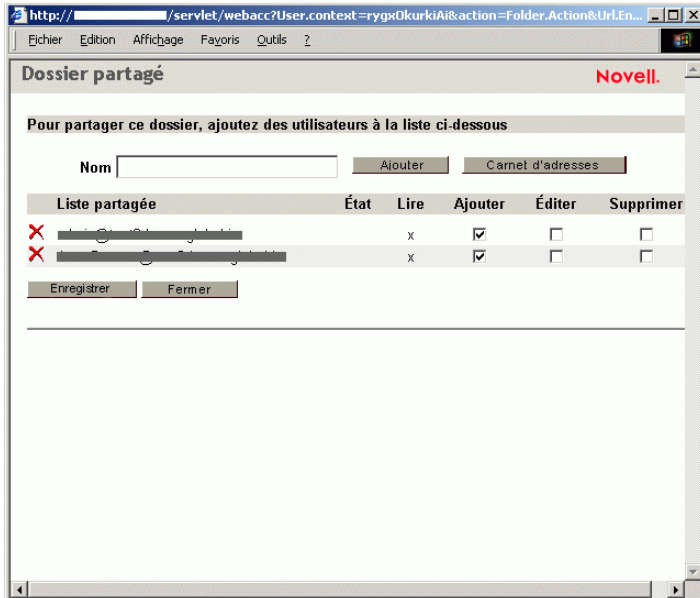 http:// /servlet/webacc?User.context=rygxOkurkiAi&action=Folder.Action&Url.En...
Fichier Edition Affichage Favoris Outils ?
Dossier partagé
Novell.
Pour partager ce dossier, ajoutez des utilisateurs à la liste ci-dessous
Nom Ajouter Carnet d'adresses
Liste partagée État Lire Ajouter Éditer Supprimer
x
x
Enregistrer Fermer